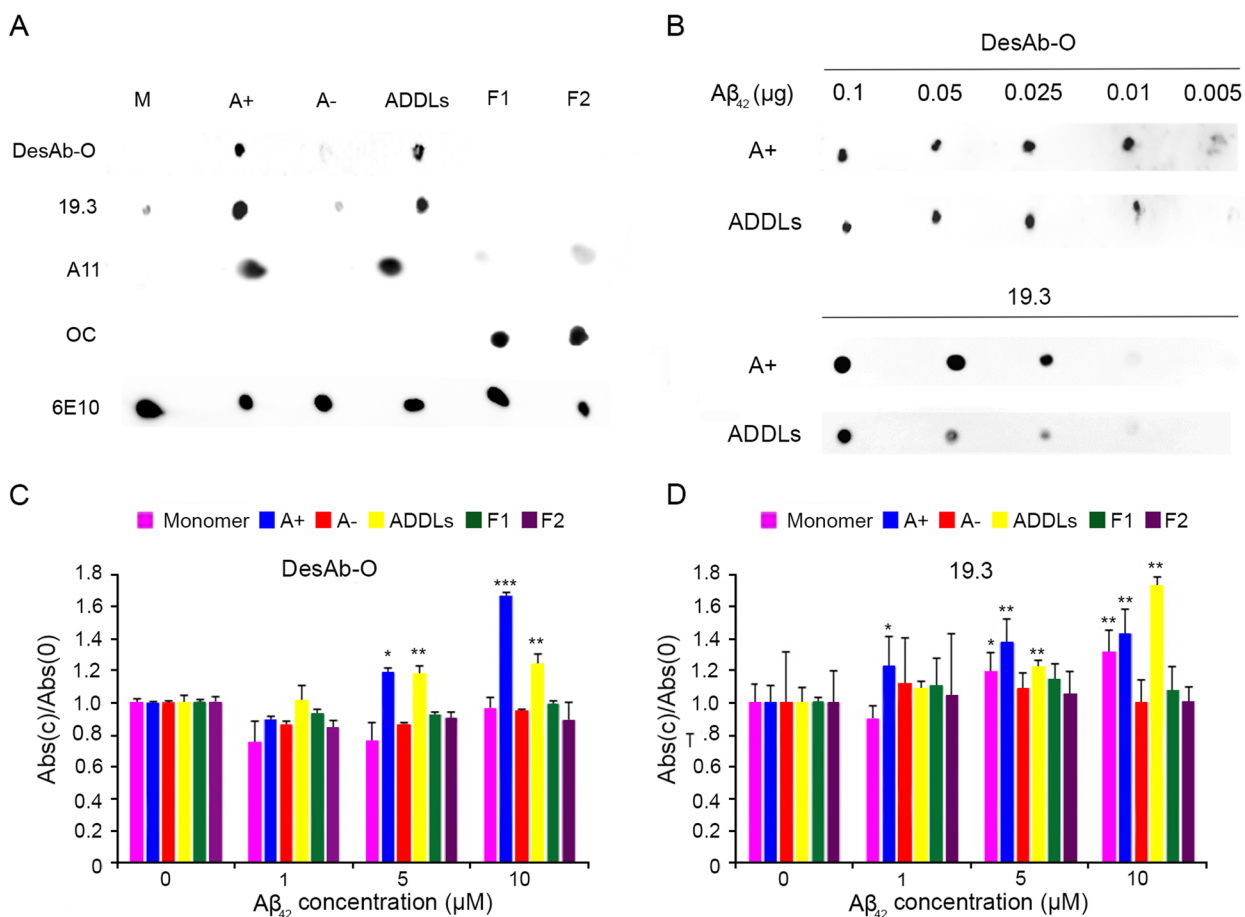 A
M A+ A- ADDLs F1 F2
DesAb-O
19.3
A11
OC
6E10
B
DesAb-O
Aβ42 (µg) 0.1 0.05 0.025 0.01 0.005
A+
ADDLs
19.3
A+
ADDLs
C
Monomer A+ A- ADDLs F1 F2
DesAb-O
Abs(c)/Abs(0)
1.8
1.6
1.4
1.2
1.0
0.8
0.6
0.4
0.2
0
* ** *** **
0 1 5 10
Aβ42 concentration (µM)
D
Monomer A+ A- ADDLs F1 F2
19.3
Abs(c)/Abs(0)
1.8
1.6
1.4
1.2
1.0
0.8
0.6
0.4
0.2
0
* * ** ** ** ** **
0 1 5 10
Aβ42 concentration (µM)